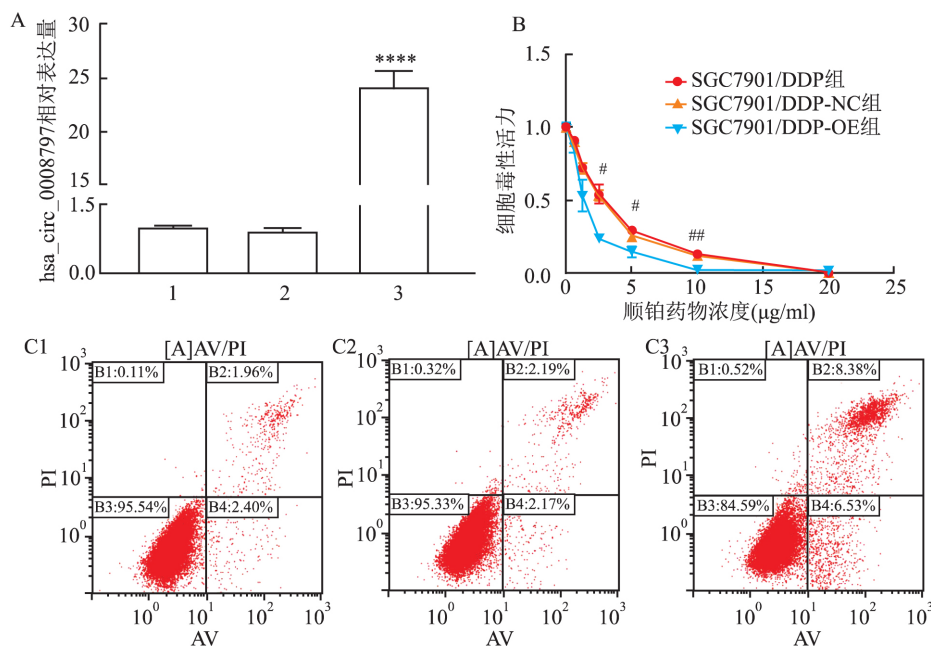 A
hsa_circ_0008797相对表达量
30
25
20
15
1.5
0.0
****
1
2
3
B
细胞毒性活力
1.5
1.0
0.5
0.0
SGC7901/DDP组
SGC7901/DDP-NC组
SGC7901/DDP-OE组
#
#
##
0
5
10
15
20
25
顺铂药物浓度(μg/ml)
C1
[A]AV/PI
B1:0.11%
B2:1.96%
B3:95.54%
B4:2.40%
PI
10³
10²
10¹
10⁰
10⁰
10
10²
10³
AV
C2
[A]AV/PI
B1:0.32%
B2:2.19%
B3:95.33%
B4:2.17%
PI
10³
10²
10¹
10⁰
10⁰
10¹
10²
10³
AV
C3
[A]AV/PI
B1:0.52%
B2:8.38%
B3:84.59%
B4:6.53%
PI
10³
10²
10¹
10⁰
10⁰
10¹
10²
10³
AV